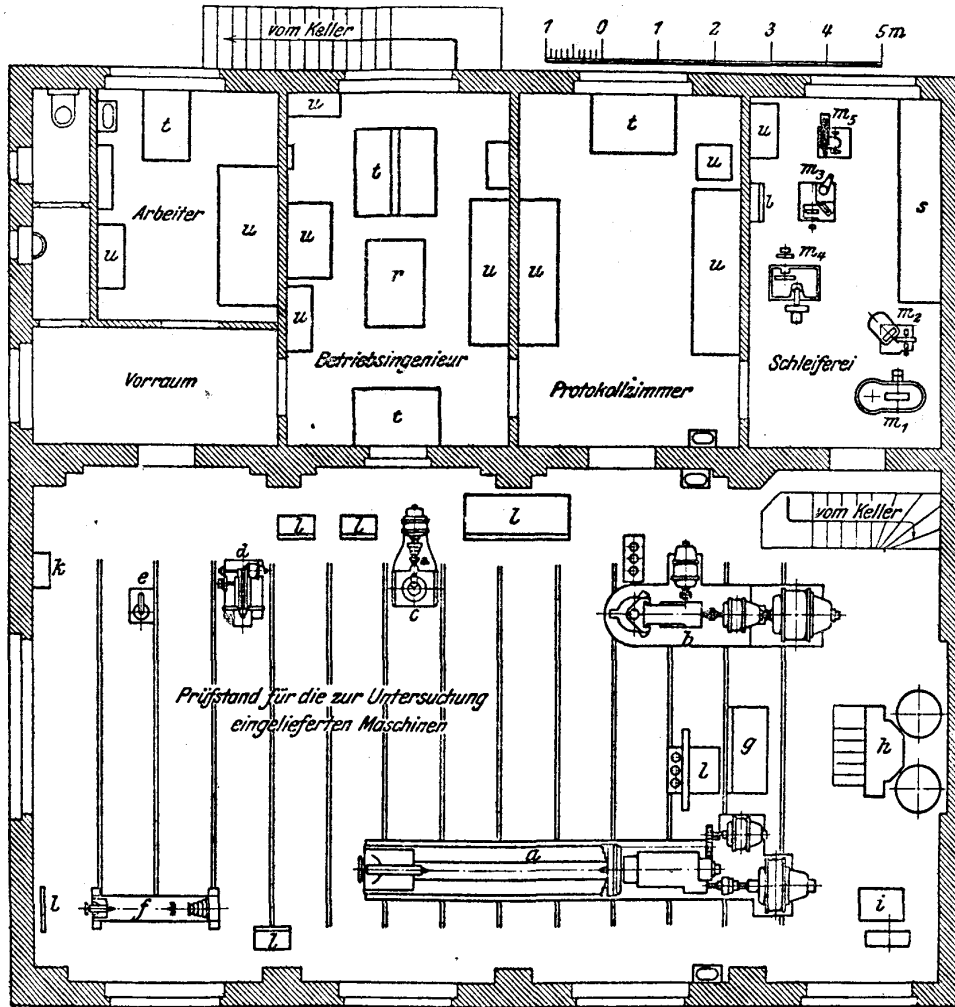 vom Keller
1 0 1 2 3 4 5 m
t
u
t
u
t
u
u
m5
m3
l
s
Arbeiter
u
u
u
r
u
u
u
m4
m2
Vorraum
Betriebsingenieur
Protokollzimmer
Schleiferei
t
m1
l
l
l
vom Keller
k
e
d
c
b
Prüfstand für die zur Untersuchung
eingelieferten Maschinen
l
g
h
a
l
f
l
i